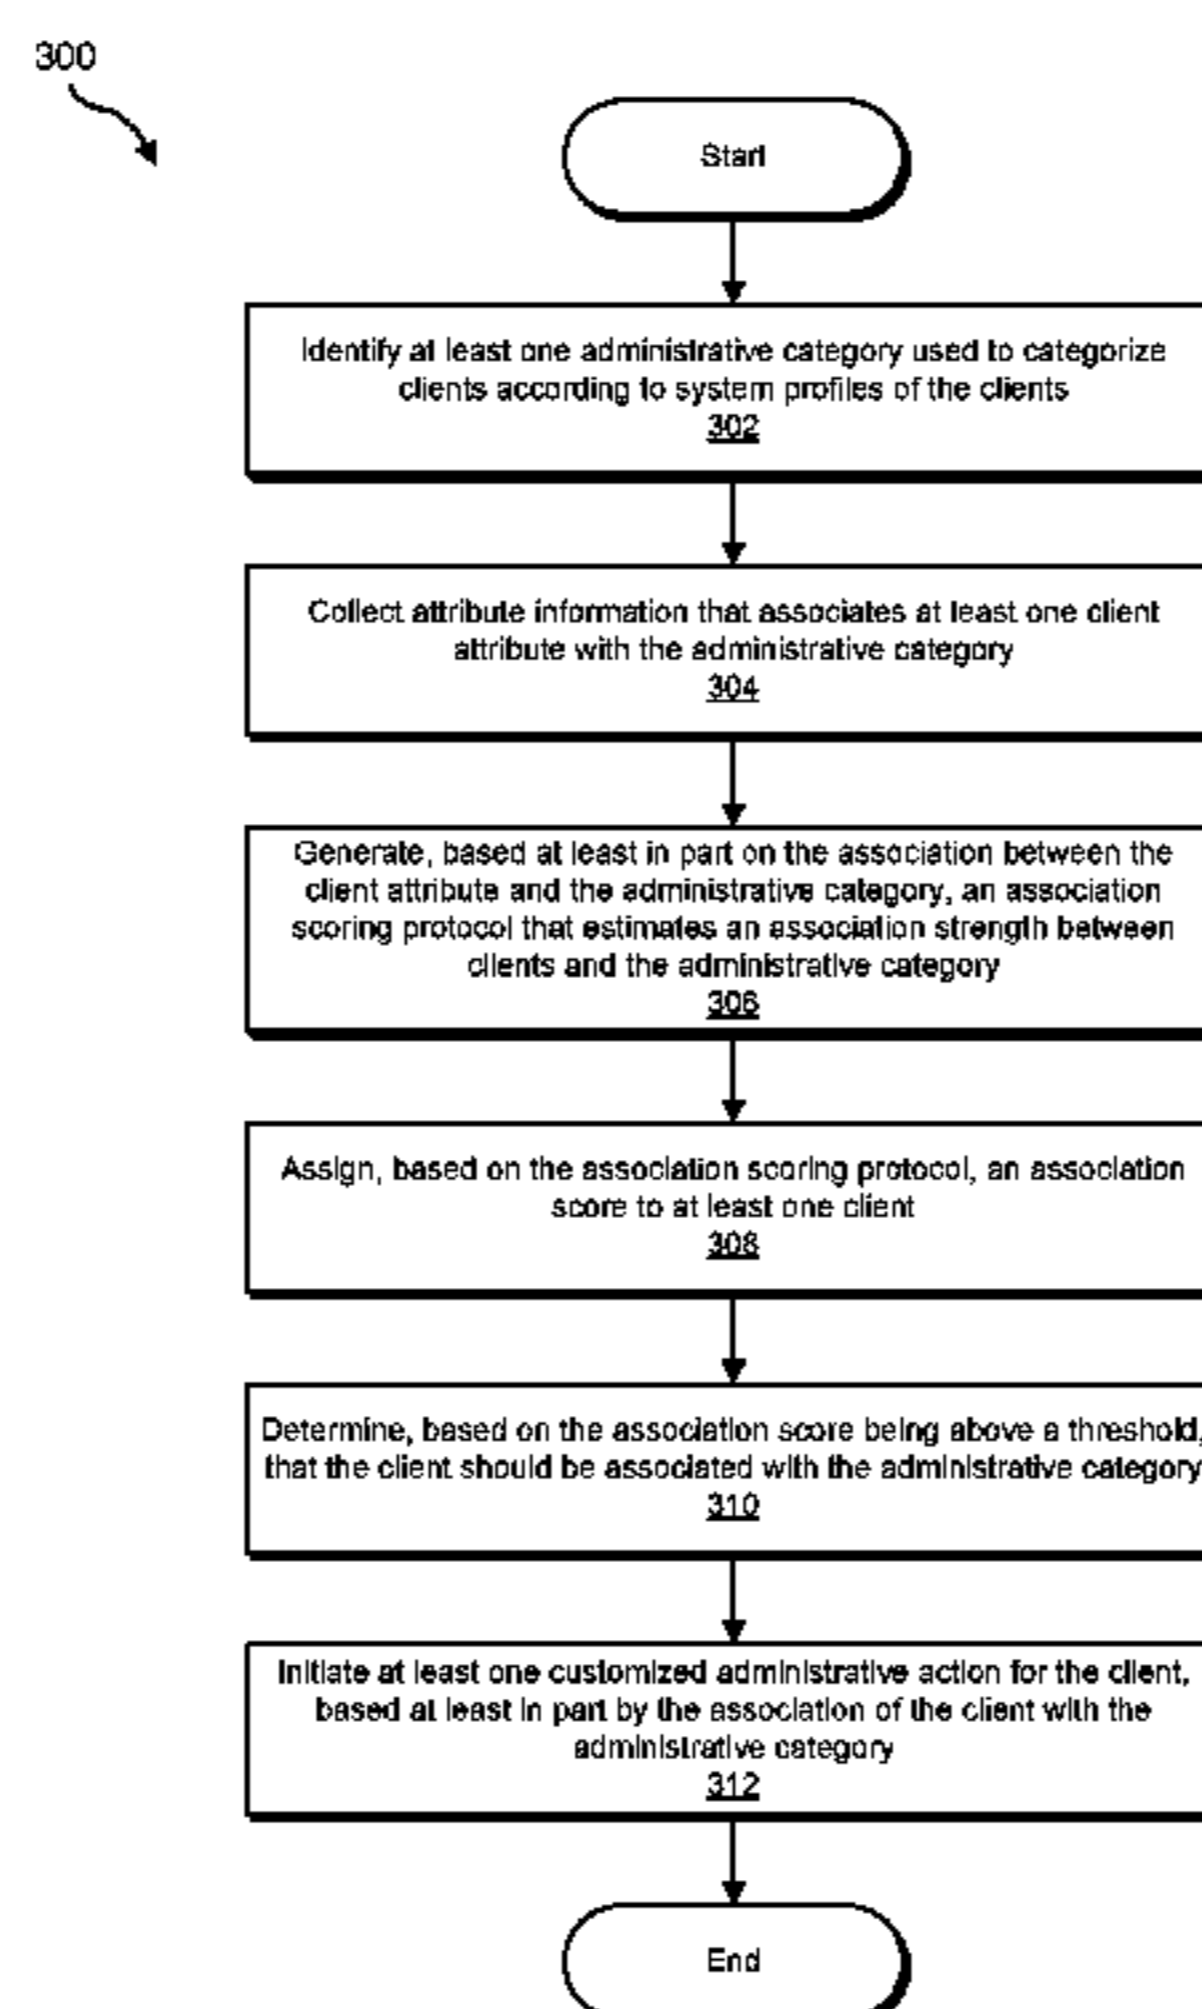 300
Start
Identify at least one administrative category used to categorize
clients according to system profiles of the clients
302
Collect attribute information that associates at least one client
attribute with the administrative category
304
Generate, based at least in part on the association between the
client attribute and the administrative category, an association
scoring protocol that estimates an association strength between
clients and the administrative category
306
Assign, based on the association scoring protocol, an association
score to at least one client
308
Determine, based on the association score being above a threshold,
that the client should be associated with the administrative category
310
Initiate at least one customized administrative action for the client,
based at least in part by the association of the client with the
administrative category
312
End